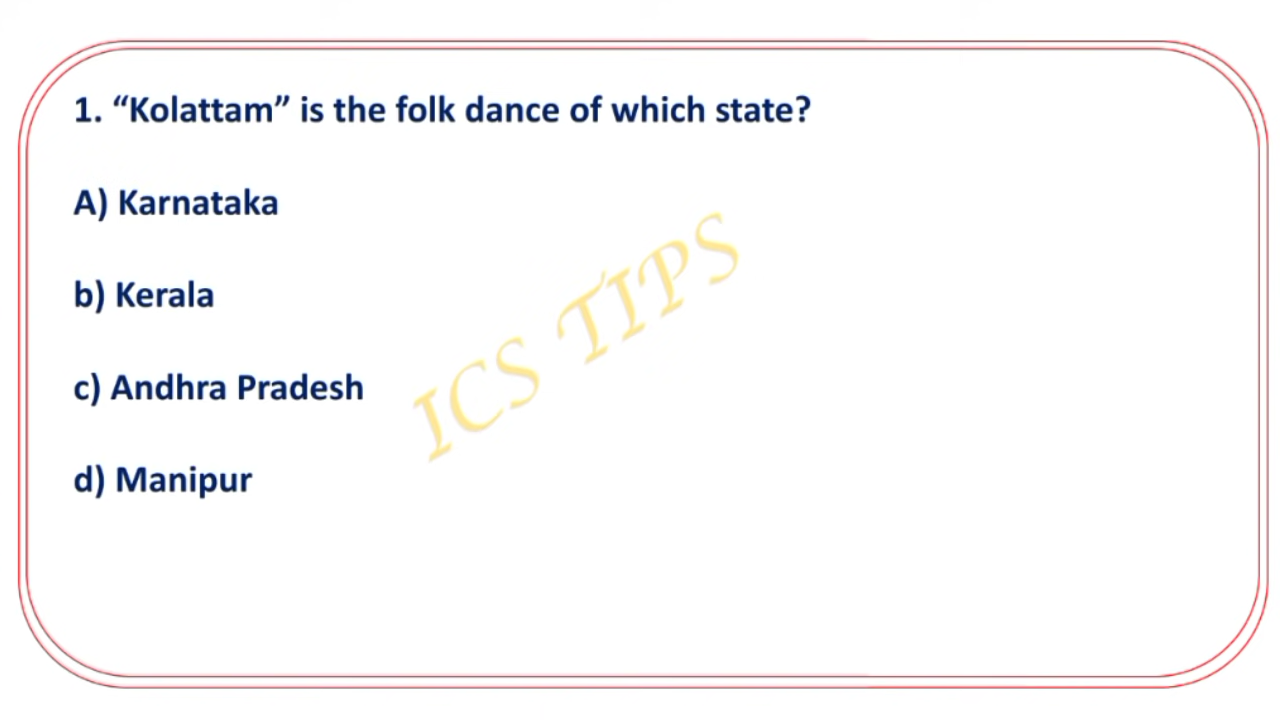 1. “Kolattam” is the folk dance of which state?
A) Karnataka
b) Kerala
c) Andhra Pradesh
d) Manipur
ICS TIPS